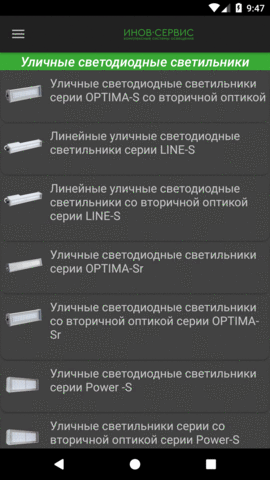 9:47
ИНОВ-СЕРВИС
Уличные светодиодные светильники
Уличные светодиодные светильники
серии OPTIMA-S со вторичной оптикой
Линейные уличные светодиодные
светильники серии LINE-S
Линейные уличные светодиодные
светильники со вторичной оптикой
серии LINE-S
Уличные светодиодные светильники
серии OPTIMA-Sr
Уличные светодиодные светильники
со вторичной оптикой серии OPTIMA-
Sr
Уличные светодиодные светильники
серии Power -S
Уличные светильники серии со
вторичной оптикой серии Power-S